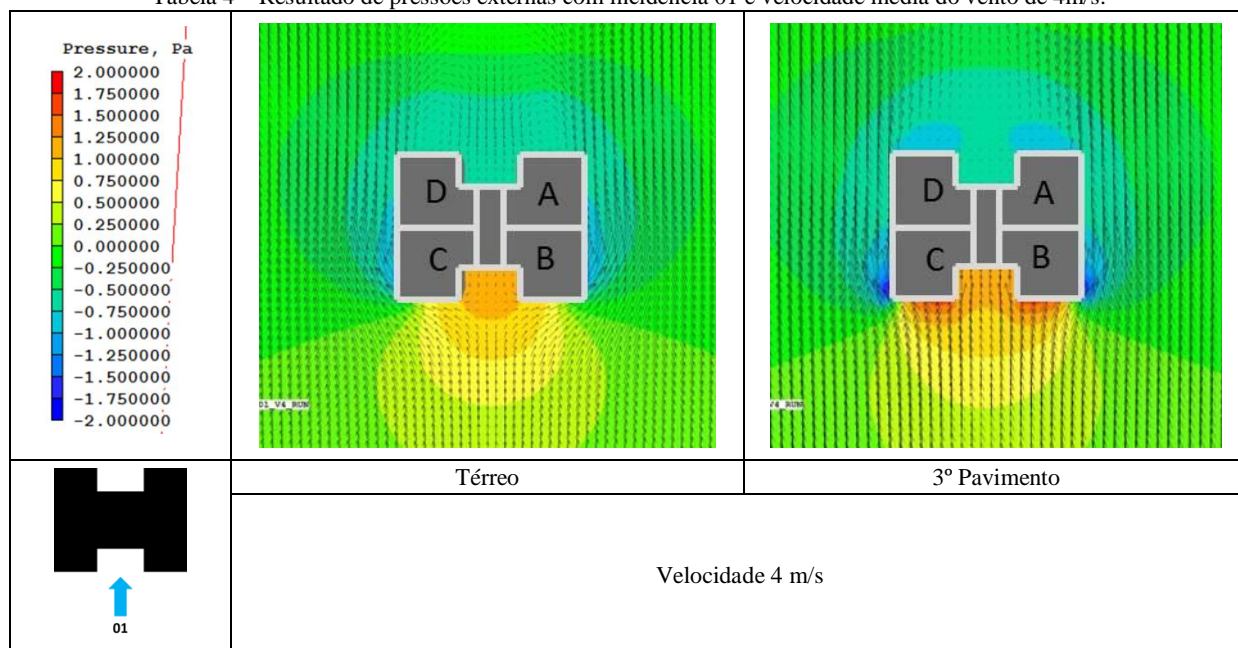 Tabela 4 – Resultado de pressões externas com incidência 01 e velocidade média do vento de 4m/s.
Pressure, Pa
2.000000
1.750000
1.500000
1.250000
1.000000
0.750000
0.500000
0.250000
0.000000
-0.250000
-0.500000
-0.750000
-1.000000
-1.250000
-1.500000
-1.750000
-2.000000
D A
C B
01_V4_RUN
D A
C B
V4_RUN
Térreo
3º Pavimento
01
Velocidade 4 m/s